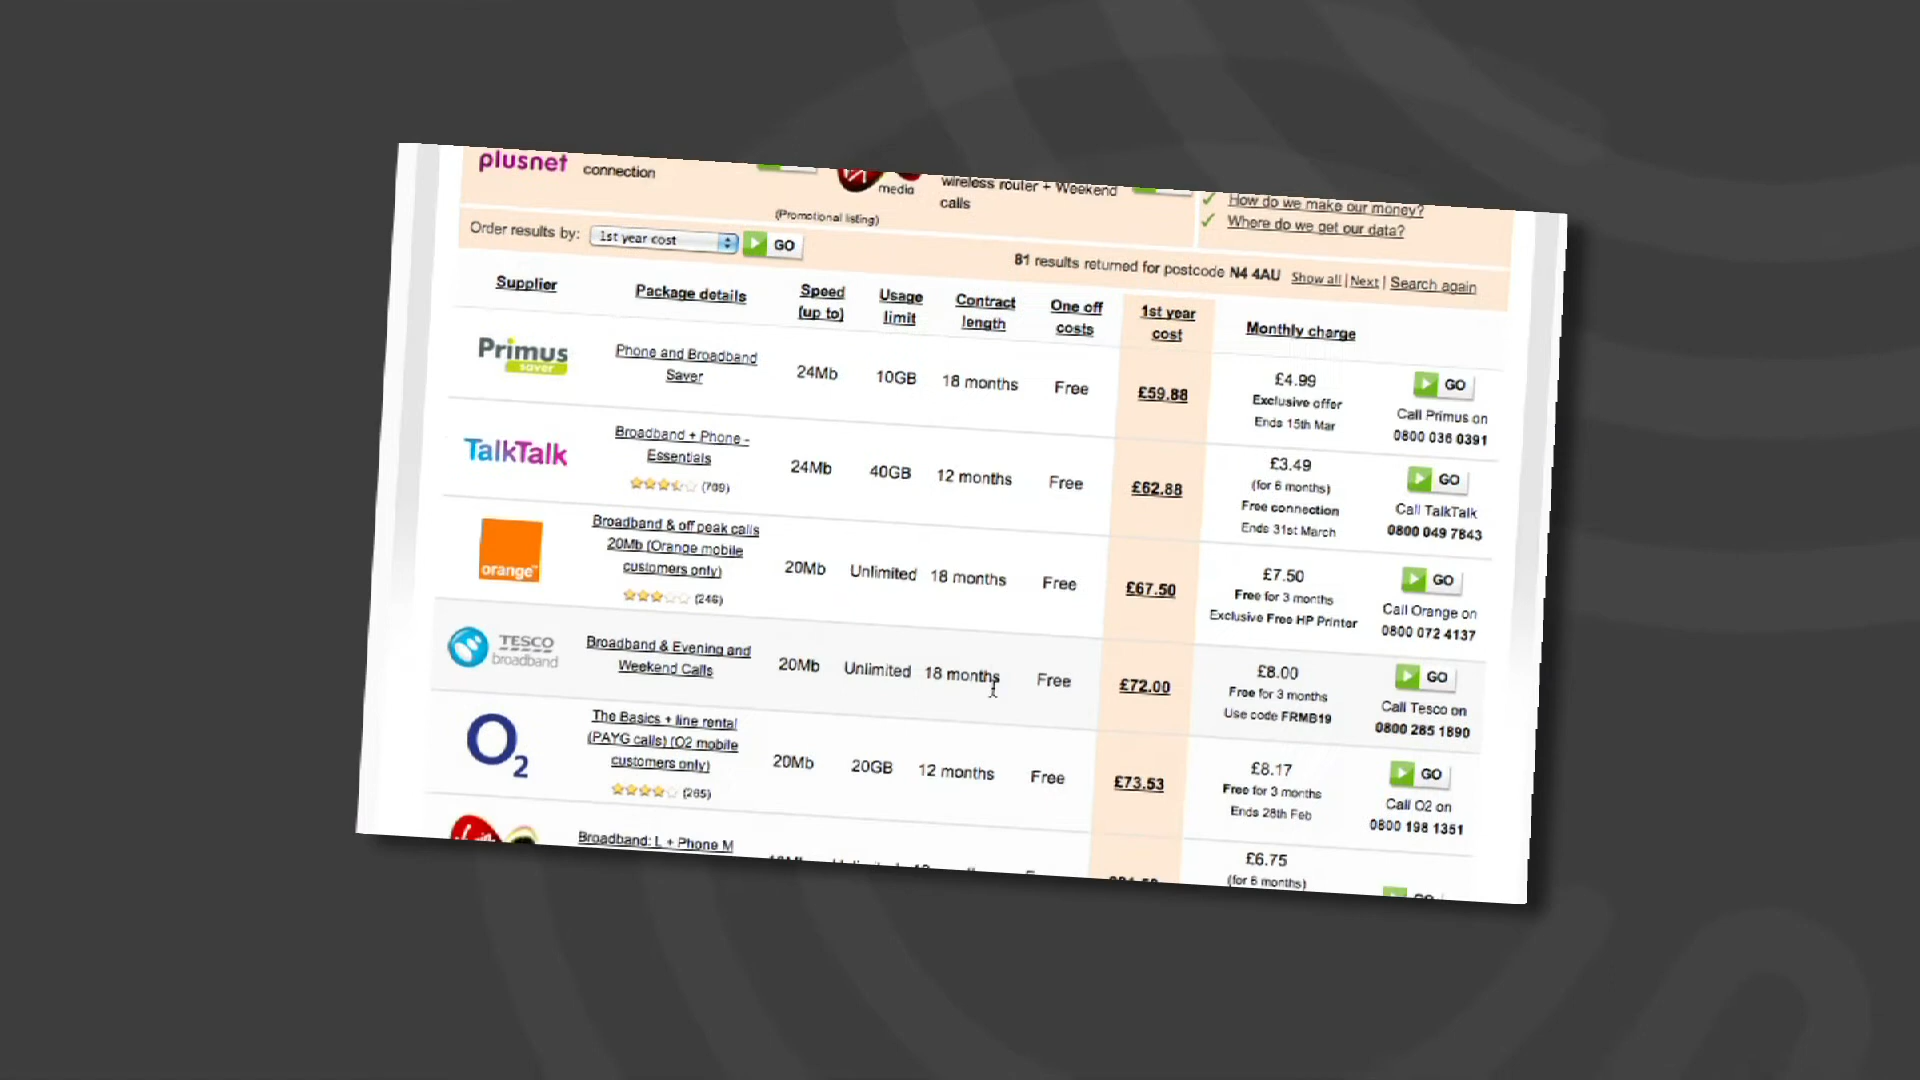 plusnet
connection
media
wireless router + Weekend
calls
(Promotional listing)
How do we make our money?
Where do we get our data?
Order results by: 1st year cost GO
81 results returned for postcode N4 4AU Show all | Next | Search again
Supplier Package details Speed (up to) Usage limit Contract length One off costs 1st year cost Monthly charge
Primus
saver
Phone and Broadband
Saver
24Mb 10GB 18 months Free £59.88
£4.99
Exclusive offer
Ends 15th Mar
GO
Call Primus on
0800 036 0391
TalkTalk
Broadband + Phone -
Essentials
(709)
24Mb 40GB 12 months Free £62.88
£3.49
(for 6 months)
Free connection
Ends 31st March
GO
Call TalkTalk
0800 049 7843
orange™
Broadband & off peak calls
20Mb (Orange mobile
customers only)
(246)
20Mb Unlimited 18 months Free £67.50
£7.50
Free for 3 months
Exclusive Free HP Printer
GO
Call Orange on
0800 072 4137
TESCO
broadband
Broadband & Evening and
Weekend Calls
20Mb Unlimited 18 months Free £72.00
£8.00
Free for 3 months
Use code FRMB19
GO
Call Tesco on
0800 285 1890
O2
The Basics + line rental
(PAYG calls) (O2 mobile
customers only)
(265)
20Mb 20GB 12 months Free £73.53
£8.17
Free for 3 months
Ends 28th Feb
GO
Call O2 on
0800 198 1351
Broadband: L + Phone M
£6.75
(for 6 months)